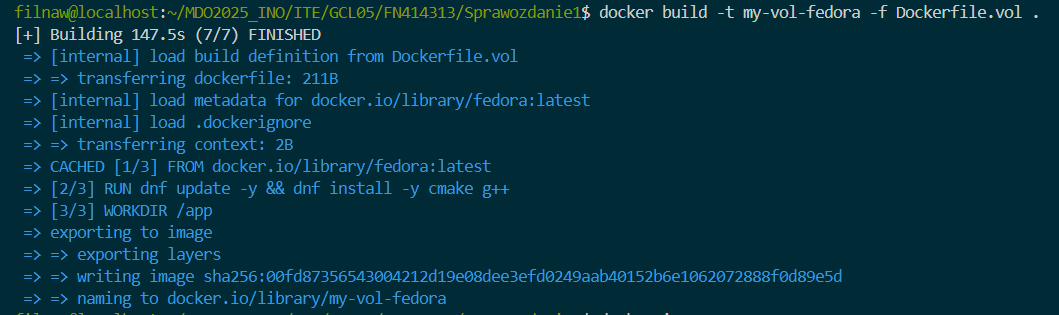 filnaw@localhost:~/MDO2025_INO/ITE/GCL05/FN414313/Sprawozdanie1$ docker build -t my-vol-fedora -f Dockerfile.vol .
[+] Building 147.5s (7/7) FINISHED
=> [internal] load build definition from Dockerfile.vol
=> => transferring dockerfile: 211B
=> [internal] load metadata for docker.io/library/fedora:latest
=> [internal] load .dockerignore
=> => transferring context: 2B
=> CACHED [1/3] FROM docker.io/library/fedora:latest
=> [2/3] RUN dnf update -y && dnf install -y cmake g++
=> [3/3] WORKDIR /app
=> exporting to image
=> => exporting layers
=> => writing image sha256:00fd87356543004212d19e08dee3efd0249aab40152b6e1062072888f0d89e5d
=> => naming to docker.io/library/my-vol-fedora